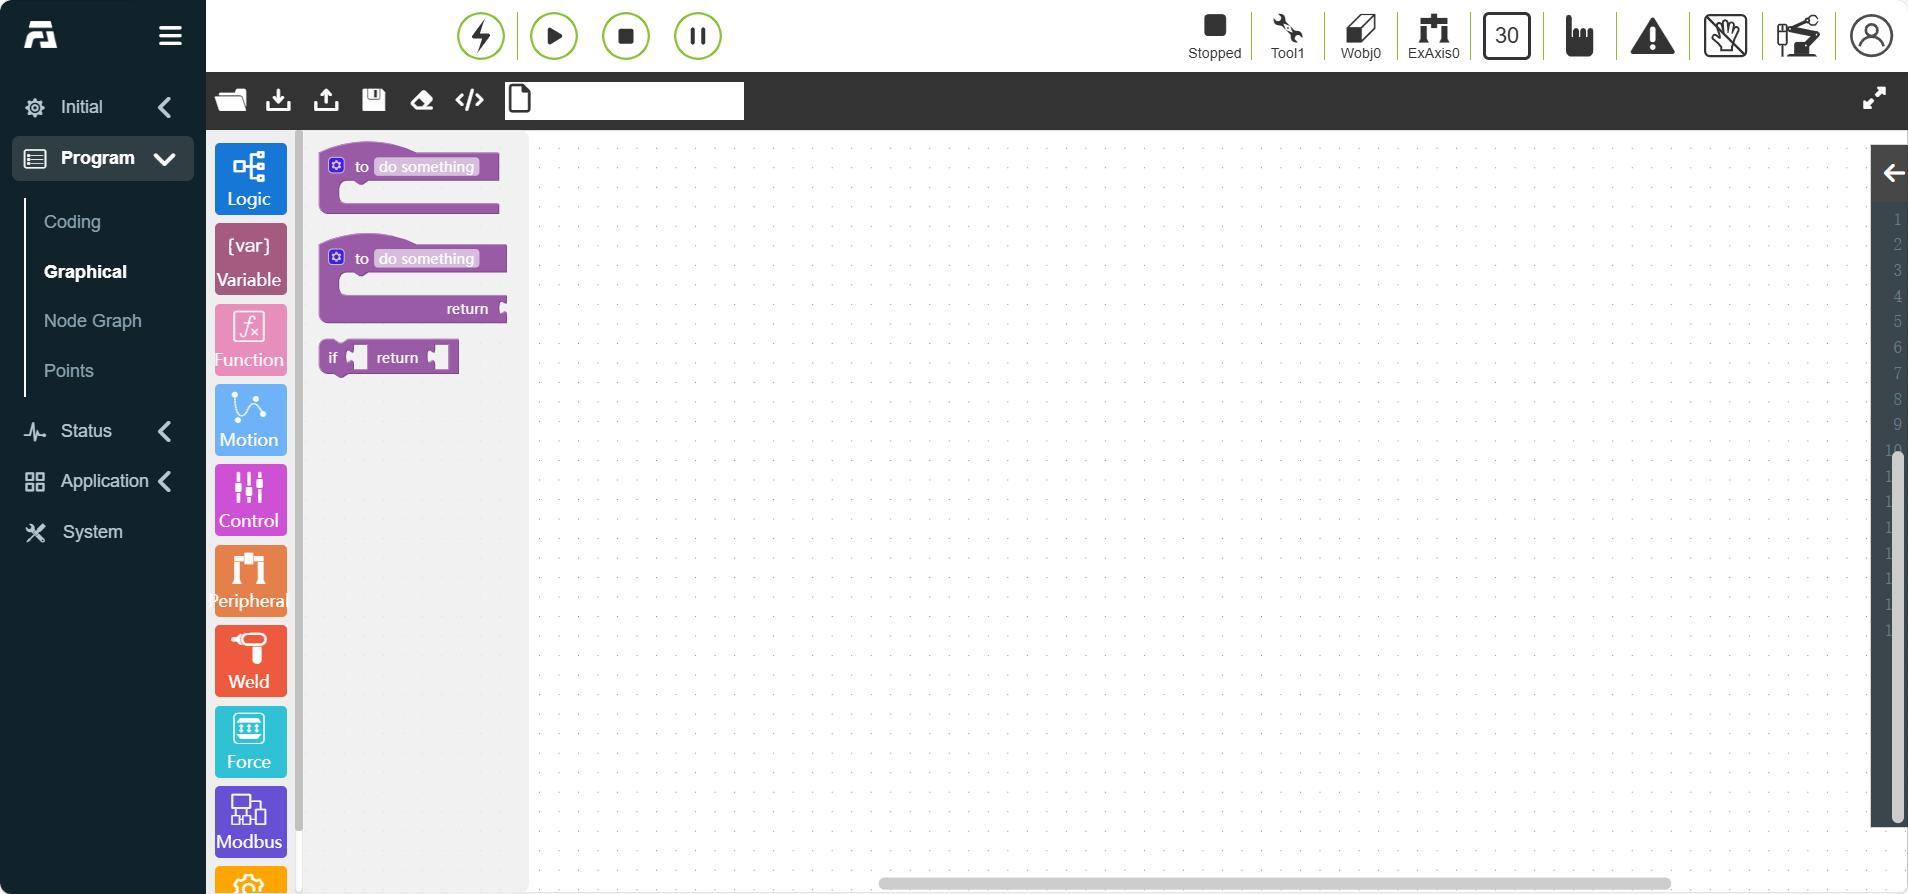 Initial
Program
Coding
Graphical
Node Graph
Points
Status
Application
System
Stopped
Tool1
Wobj0
ExAxis0
30
Logic
{var}
Variable
fx
Function
Motion
Control
Peripheral
Weld
Force
Modbus
to do something
to do something
return
if return
1
2
3
4
5
6
7
8
9
10
1
1
1
1
1
1
1